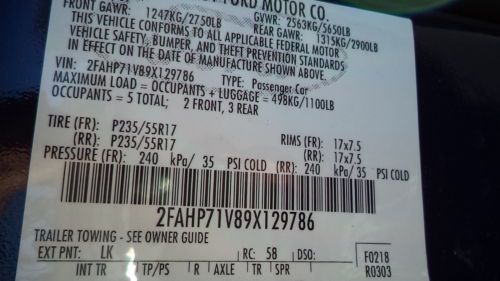 FORD MOTOR CO.
FRONT GAWR: 1247KG/2750LB GVWR: 2563KG/5650LB
REAR GAWR: 1315KG/2900LB
THIS VEHICLE CONFORMS TO ALL APPLICABLE FEDERAL MOTOR
VEHICLE SAFETY, BUMPER, AND THEFT PREVENTION STANDARDS
IN EFFECT ON THE DATE OF MANUFACTURE SHOWN ABOVE.
VIN: 2FAHP71V89X129786 TYPE: Passenger Car
MAXIMUM LOAD = OCCUPANTS + LUGGAGE = 498KG/1100LB
OCCUPANTS = 5 TOTAL; 2 FRONT, 3 REAR
TIRE (FR): P235/55R17 RIMS (FR): 17x7.5
(RR): P235/55R17 (RR): 17x7.5
PRESSURE (FR): 240 kPa/ 35 PSI COLD (RR): 240 kPa/ 35 PSI COLD
2FAHP71V89X129786
TRAILER TOWING - SEE OWNER GUIDE
EXT PNT: LK RC: 58 DSO: F0218
INT TR TP/PS R AXLE TR SPR R0303